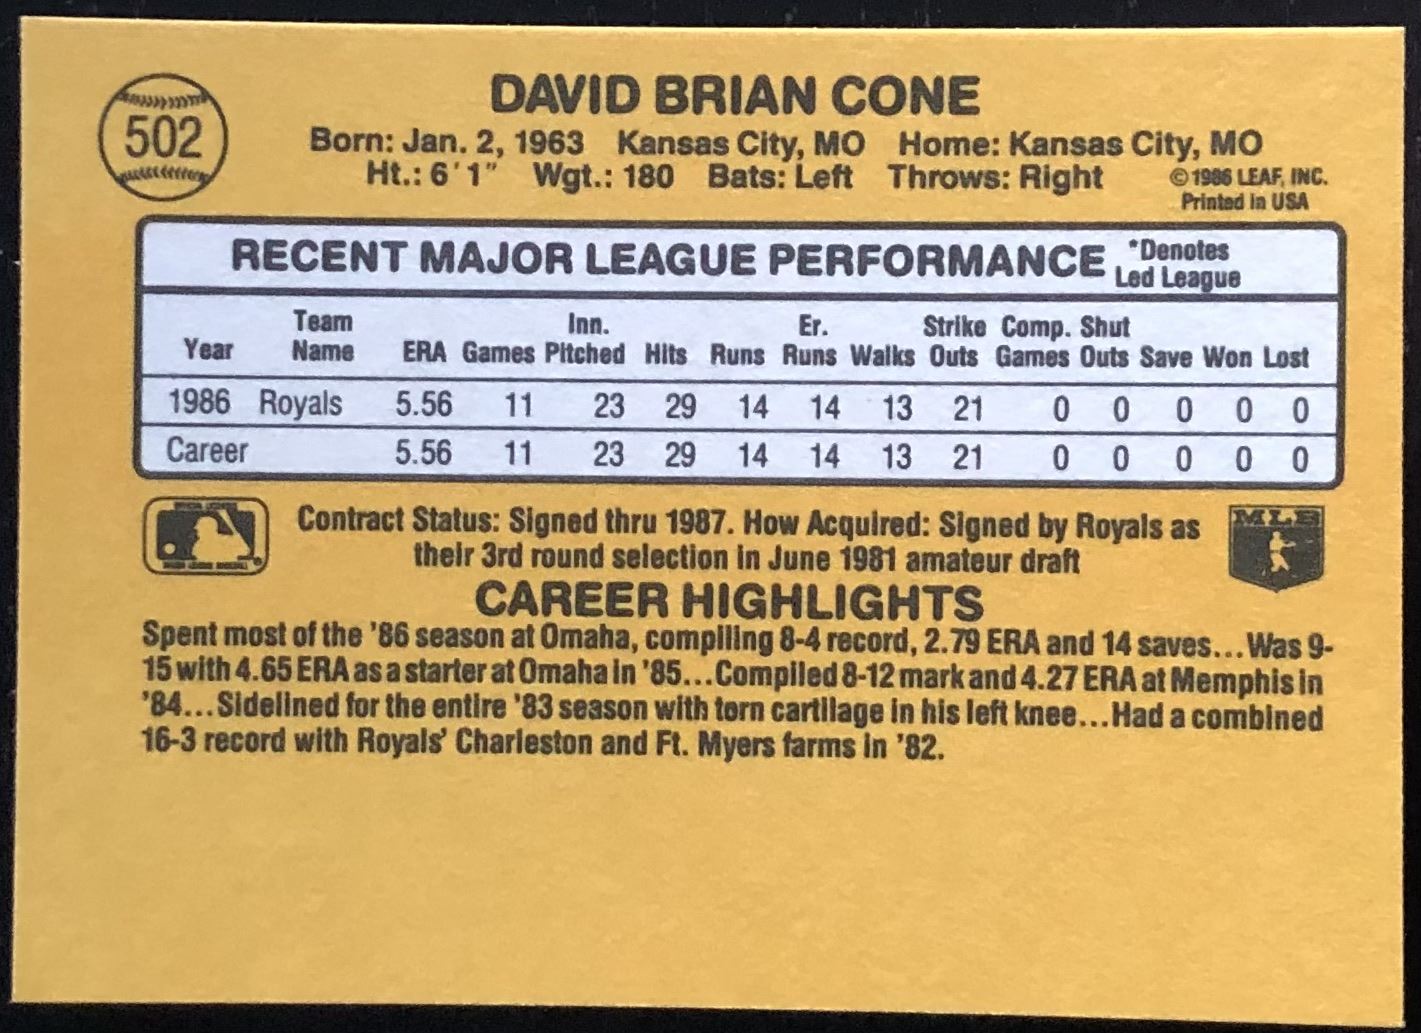 502
DAVID BRIAN CONE
Born: Jan. 2, 1963 Kansas City, MO Home: Kansas City, MO
Ht.: 6'1" Wgt.: 180 Bats: Left Throws: Right
©1986 LEAF, INC.
Printed in USA
RECENT MAJOR LEAGUE PERFORMANCE *Denotes Led League
Year Team Name ERA Games Inn. Pitched Hits Runs Er. Runs Walks Strike Outs Comp. Games Shut Outs Save Won Lost
1986 Royals 5.56 11 23 29 14 14 13 21 0 0 0 0 0
Career 5.56 11 23 29 14 14 13 21 0 0 0 0 0
Contract Status: Signed thru 1987. How Acquired: Signed by Royals as
their 3rd round selection in June 1981 amateur draft
MLB
CAREER HIGHLIGHTS
Spent most of the '86 season at Omaha, compiling 8-4 record, 2.79 ERA and 14 saves...Was 9-
15 with 4.65 ERA as a starter at Omaha in '85...Compiled 8-12 mark and 4.27 ERA at Memphis in
'84...Sidelined for the entire '83 season with torn cartilage in his left knee...Had a combined
16-3 record with Royals' Charleston and Ft. Myers farms in '82.